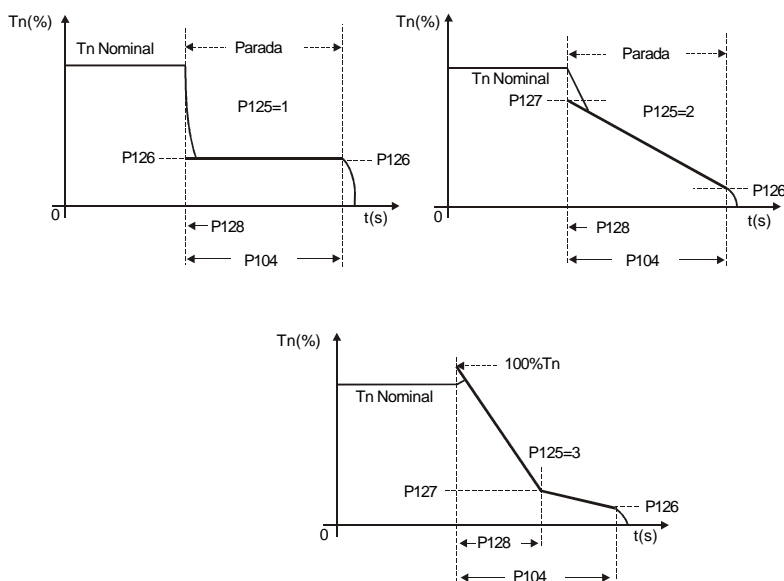 Tn(%)
Tn Nominal
Parada
P125=1
P126
P126
0
t(s)
P128
P104
Tn(%)
Parada
Tn Nominal
P127
P125=2
P126
0
t(s)
P128
P104
Tn(%)
100%Tn
Tn Nominal
P125=3
P127
P126
0
t(s)
P128
P104